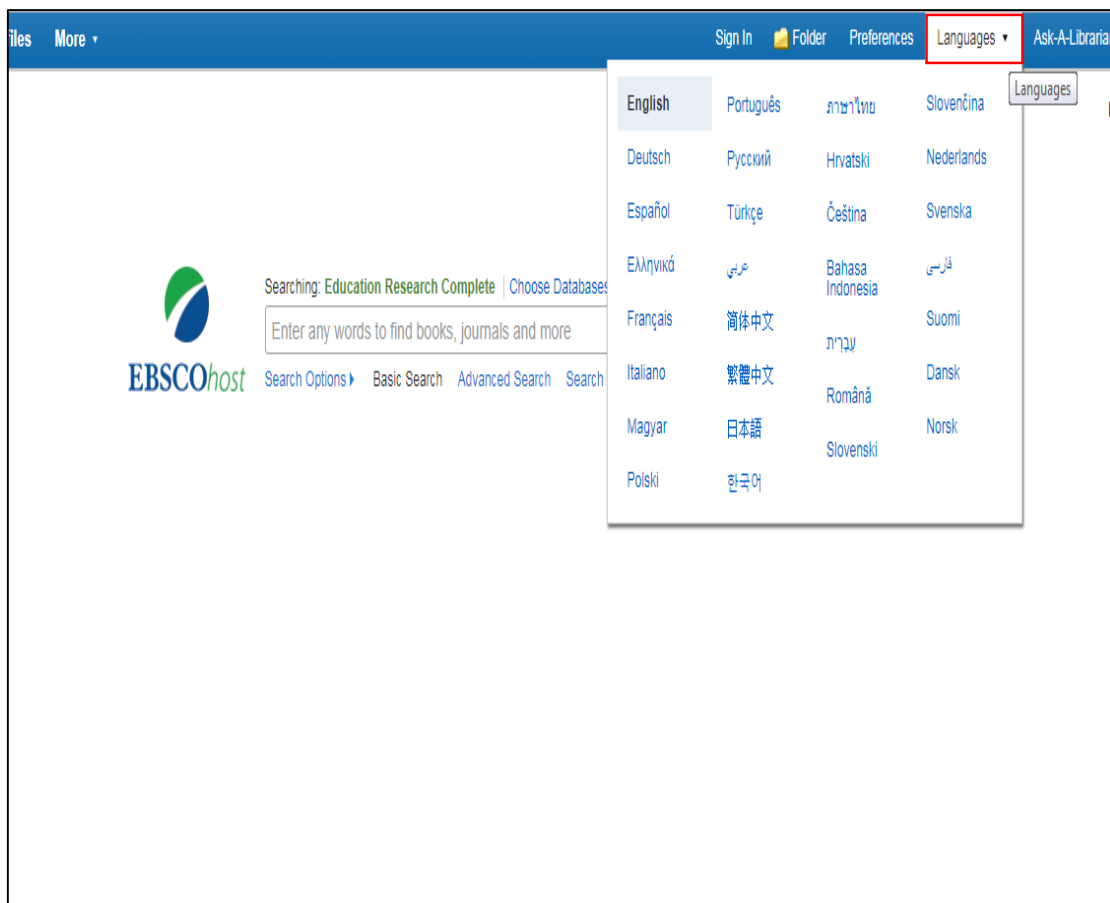 files More ▾ Sign In Folder Preferences Languages ▾ Ask-A-Librarian
Languages
English
Deutsch
Español
Ελληνικά
Français
Italiano
Magyar
Polski
Português
Русский
Türkçe
عربي
简体中文
繁體中文
日本語
한국어
ภาษาไทย
Hrvatski
Čeština
Bahasa
Indonesia
עברית
Română
Slovenski
Slovenčina
Nederlands
Svenska
فارسی
Suomi
Dansk
Norsk
EBSCOhost
Searching: Education Research Complete | Choose Databases
Enter any words to find books, journals and more
Search Options Basic Search Advanced Search Search